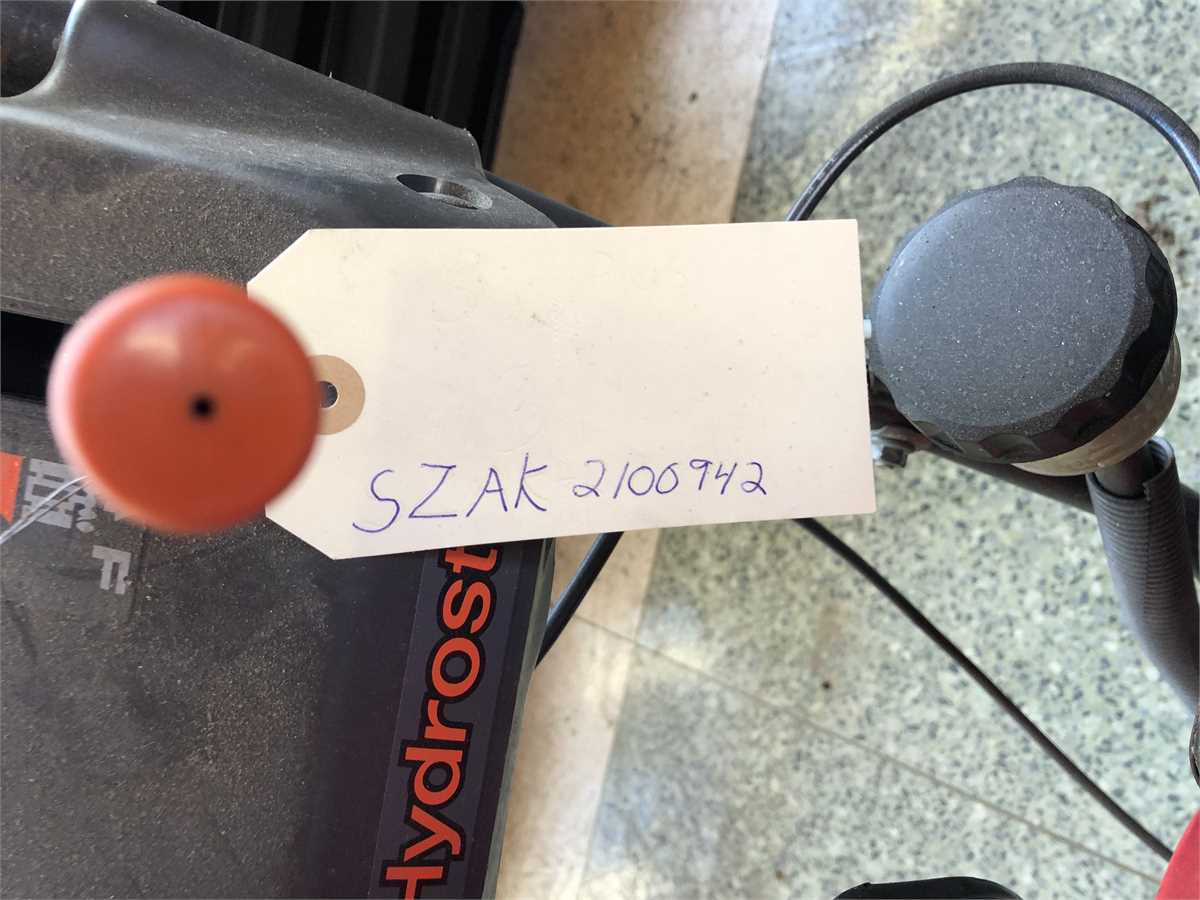 SZAK 2100942
Hydrost
F